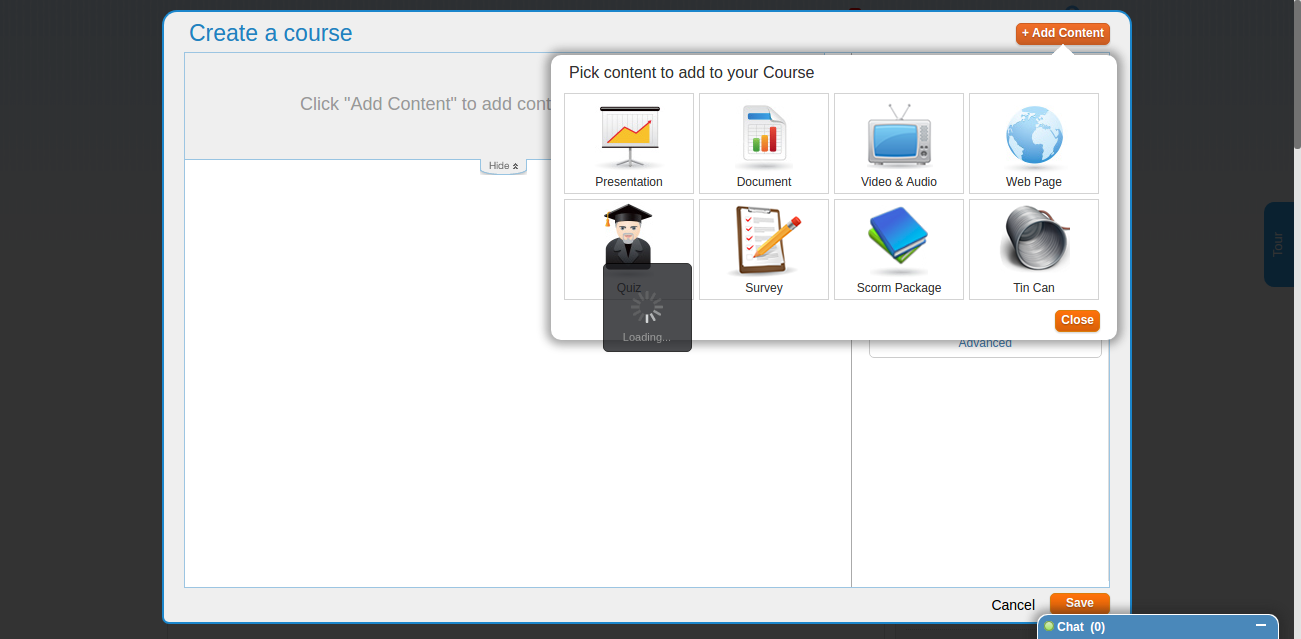 Create a course
+ Add Content
Pick content to add to your Course
Click "Add Content" to add cont
Presentation
Document
Video & Audio
Web Page
Hide
Tour
Quiz
Survey
Scorm Package
Tin Can
Close
Loading...
Advanced
Cancel
Save
Chat (0)